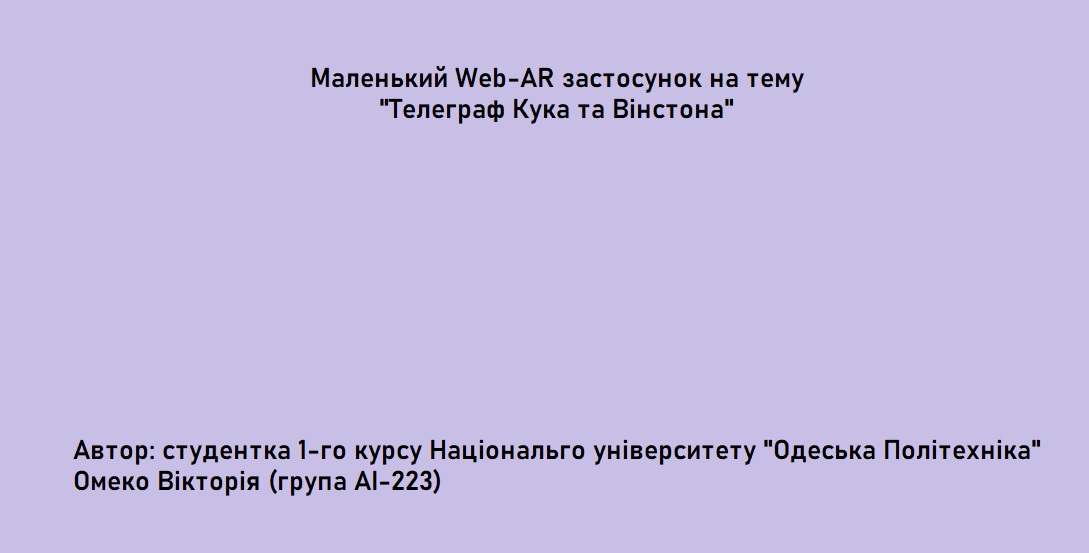 Маленький Web-AR застосунок на тему
"Телеграф Кука та Вінстона"
Автор: студентка 1-го курсу Національго університету "Одеська Політехніка"
Омеко Вікторія (група АІ-223)